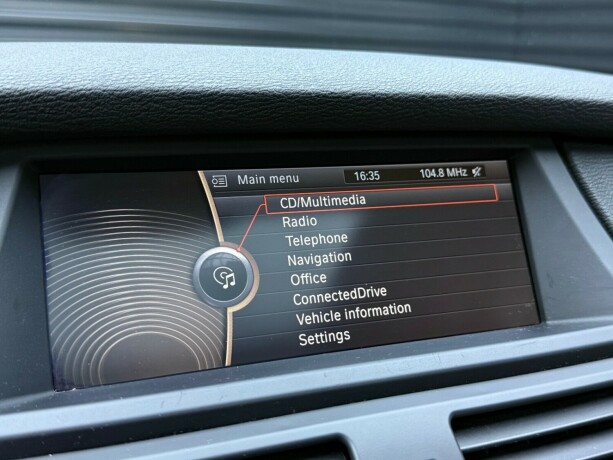 Main menu 16:35 104.8 MHz
CD/Multimedia
Radio
Telephone
Navigation
Office
ConnectedDrive
Vehicle information
Settings